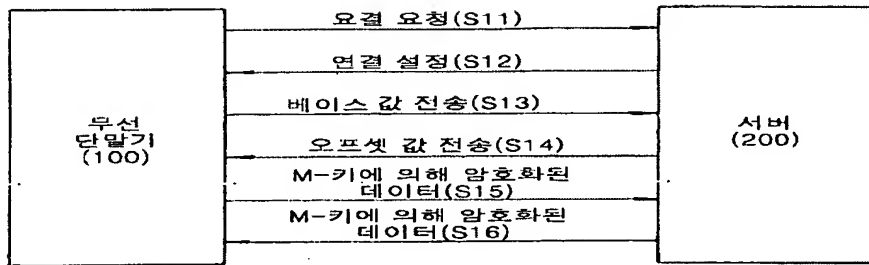 요결 요청(S11)
연결 설정(S12)
베이스 값 전송(S13)
오프셋 값 전송(S14)
M-키에 의해 암호화된
데이터(S15)
M-키에 의해 암호화된
데이터(S16)
무선
단말기
(100)
서버
(200)